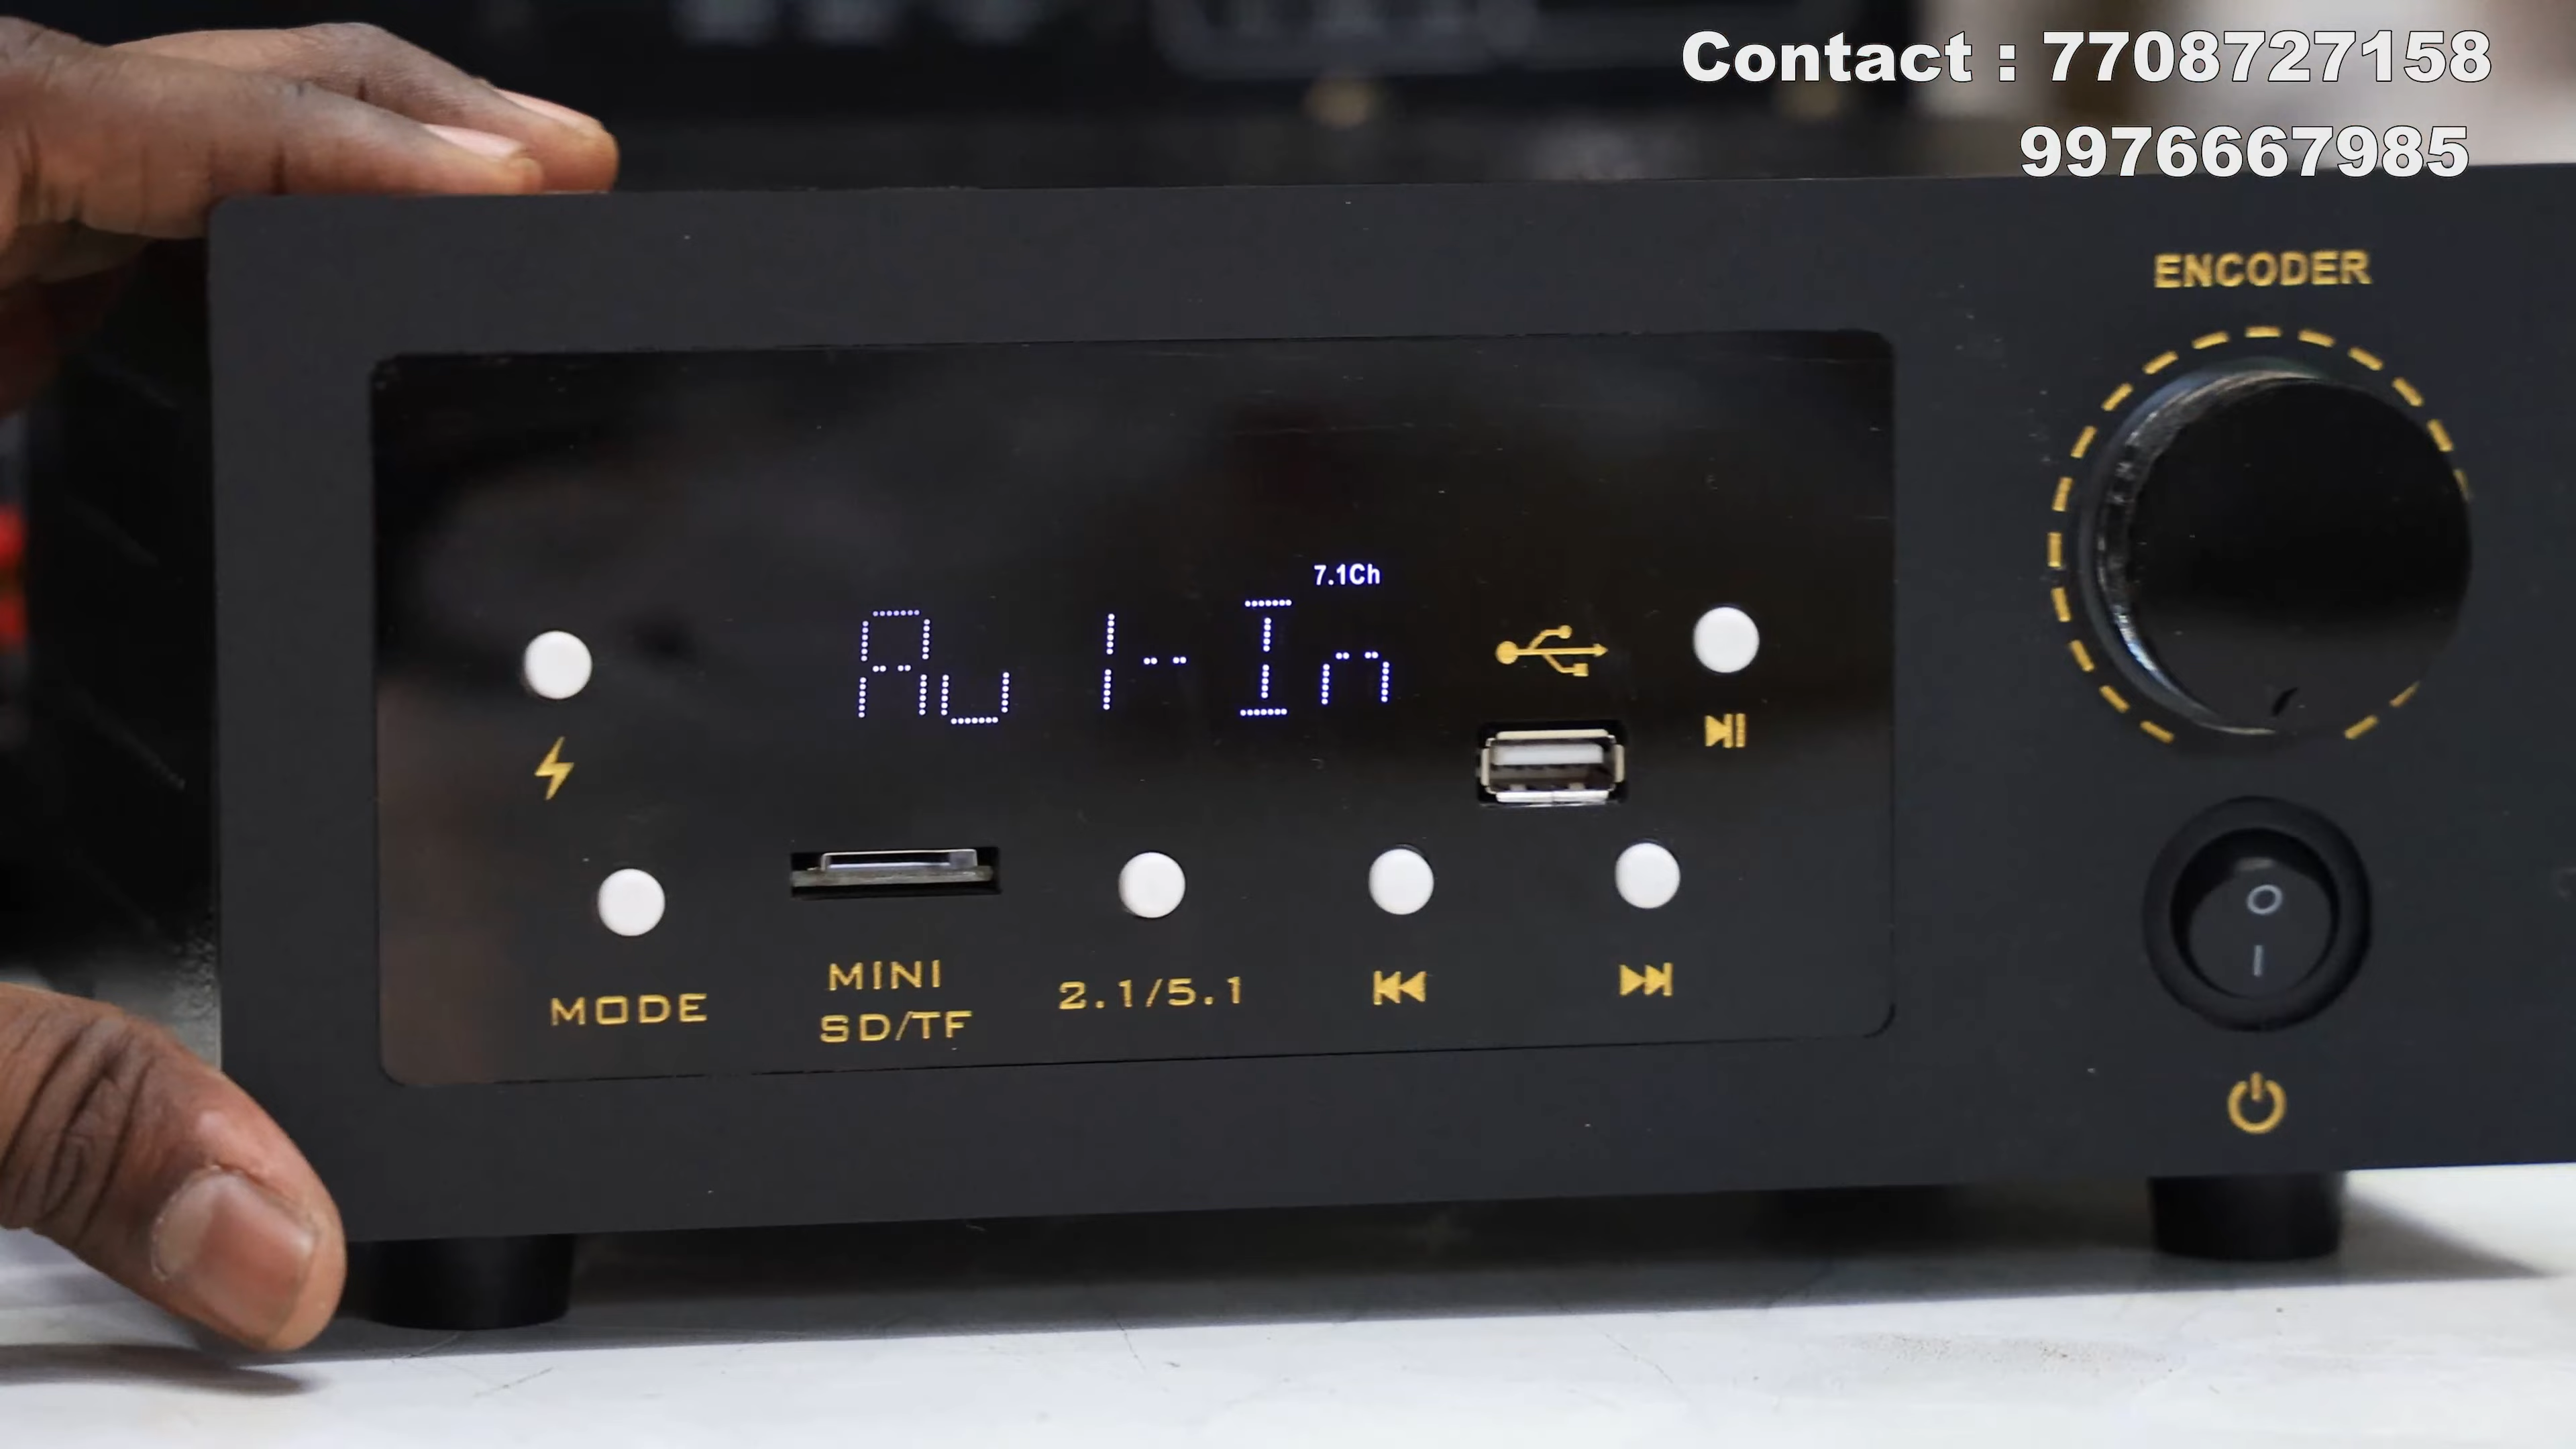 Contact : 7708727158
9976667985
ENCODER
7.1Ch
Au 1-In
MODE
MINI
SD/TF
2.1/5.1